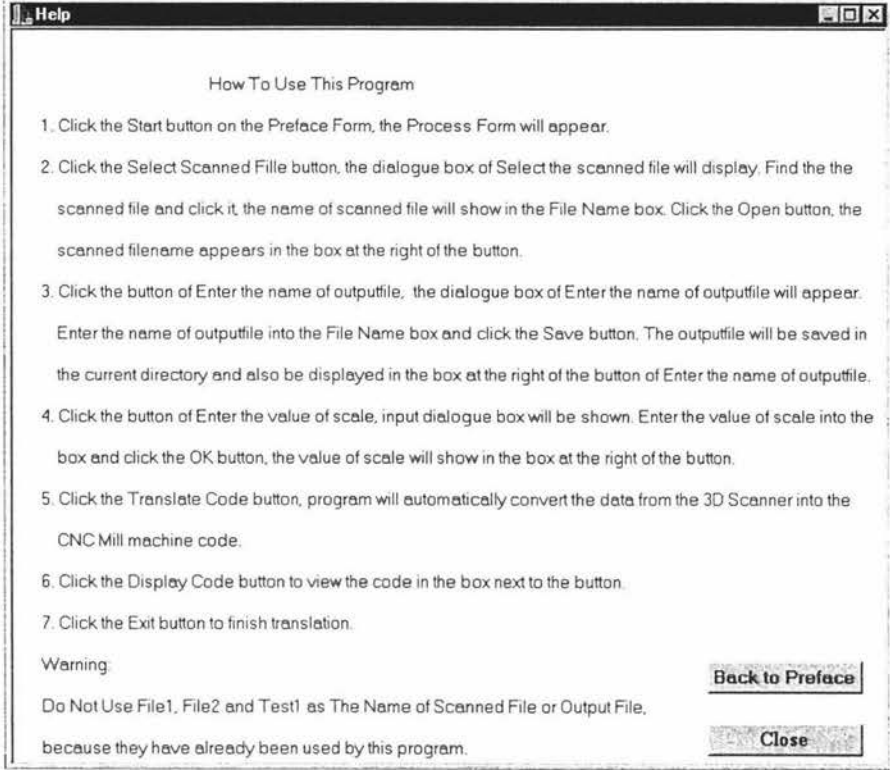 Help
How To Use This Program
1. Click the Start button on the Preface Form, the Process Form will appear.
2. Click the Select Scanned Fille button, the dialogue box of Select the scanned file will display. Find the the
scanned file and click it, the name of scanned file will show in the File Name box. Click the Open button, the
scanned filename appears in the box at the right of the button.
3. Click the button of Enter the name of outputfile, the dialogue box of Enter the name of outputfile will appear.
Enter the name of outputfile into the File Name box and click the Save button. The outputfile will be saved in
the current directory and also be displayed in the box at the right of the button of Enter the name of outputfile.
4. Click the button of Enter the value of scale, input dialogue box will be shown. Enter the value of scale into the
box and click the OK button, the value of scale will show in the box at the right of the button.
5. Click the Translate Code button, program will automatically convert the data from the 3D Scanner into the
CNC Mill machine code.
6. Click the Display Code button to view the code in the box next to the button.
7. Click the Exit button to finish translation.
Warning:
Back to Preface
Do Not Use File1, File2 and Test1 as The Name of Scanned File or Output File,
because they have already been used by this program.
Close